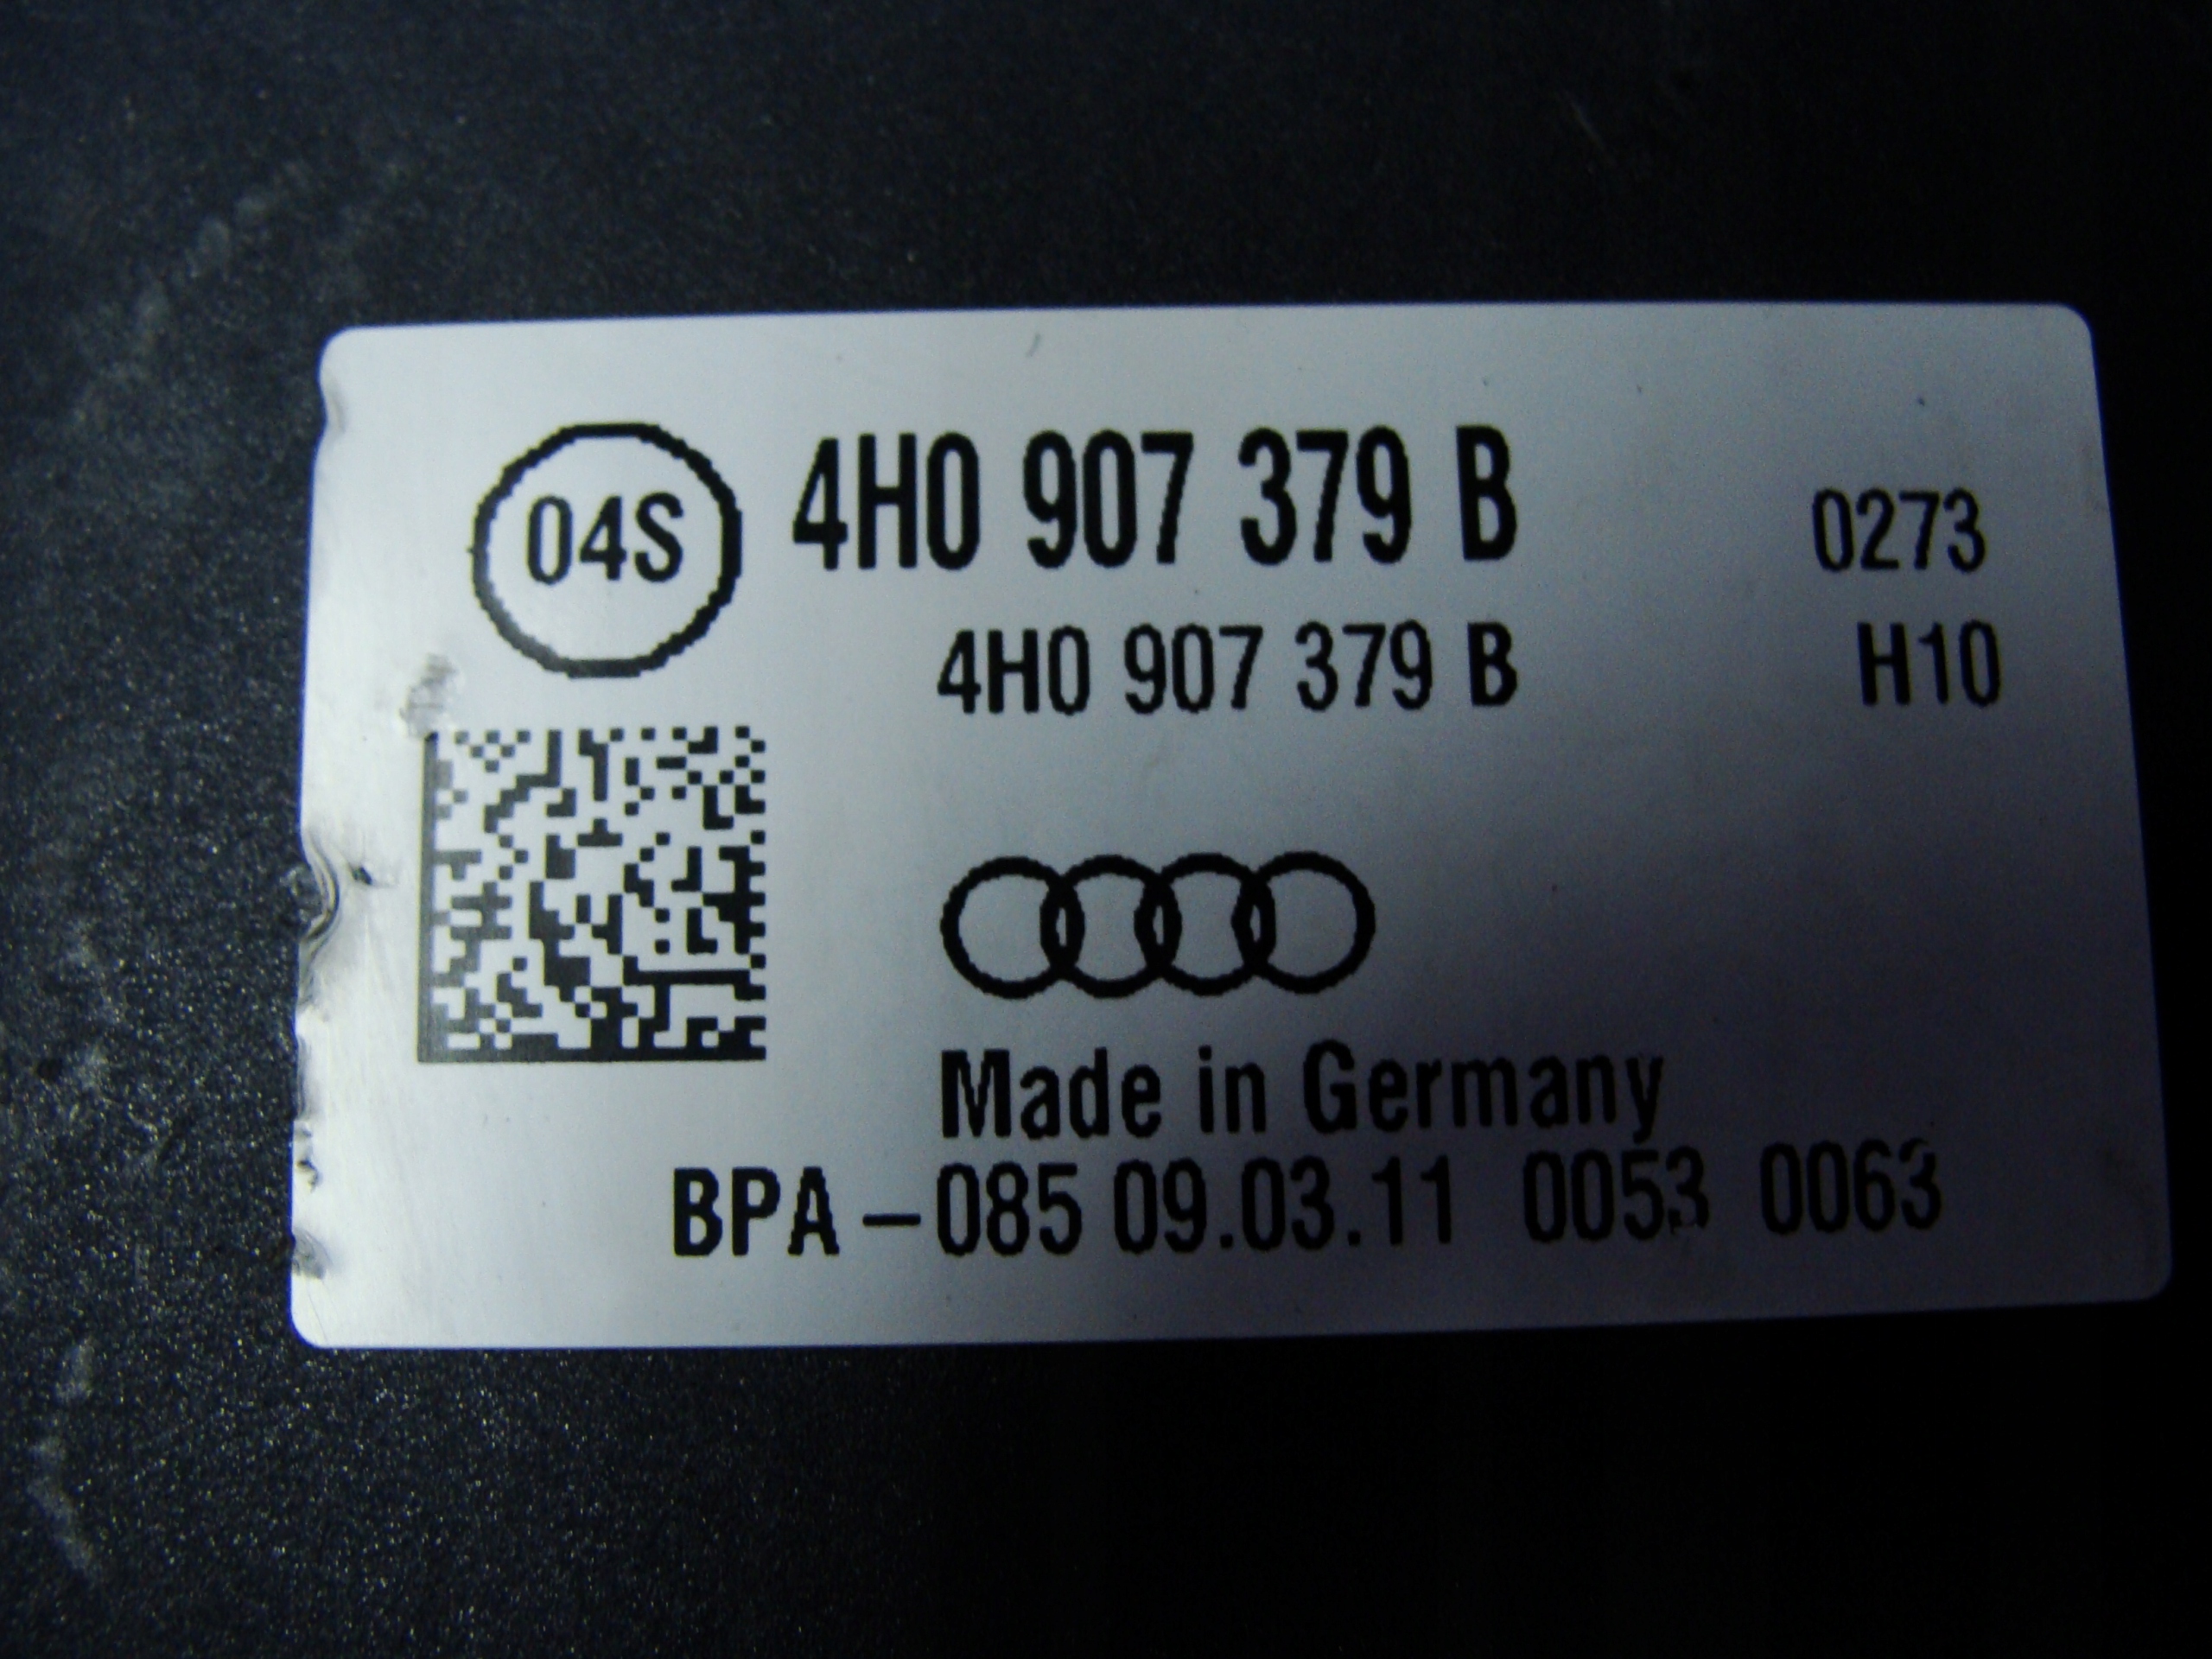 04S
4H0 907 379 B
0273
4H0 907 379 B
H10
Made in Germany
BPA-085 09.03.11 0053 0063